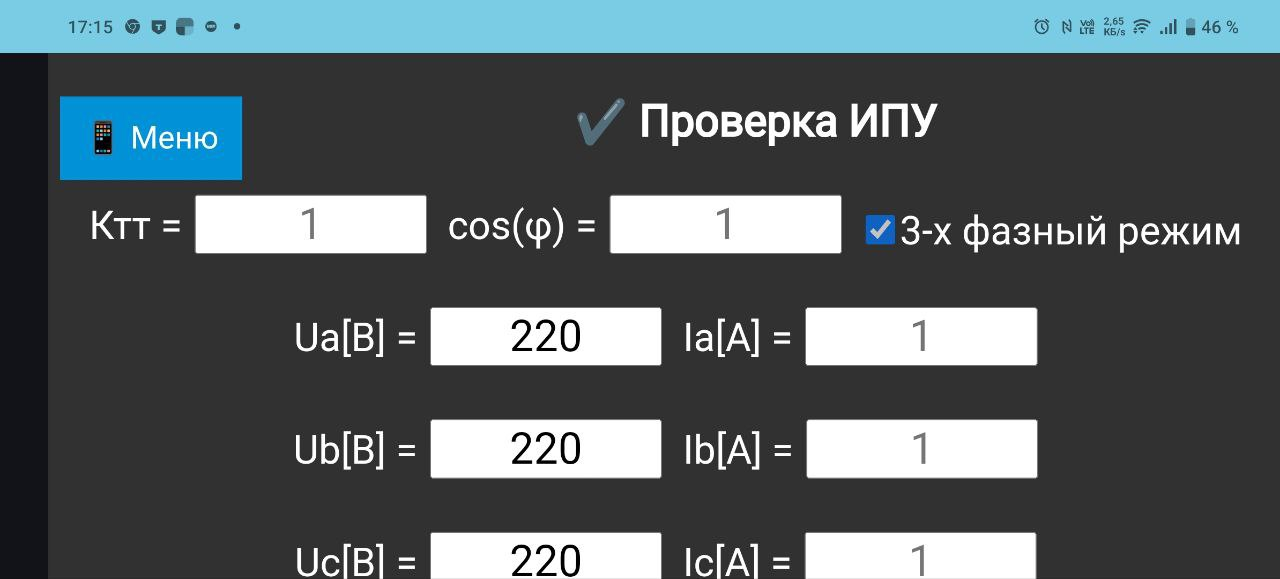 17:15 Vo) LTE 2,65 КБ/s 46 %
✔ Проверка ИПУ
📱 Меню
Ктт = 1 cos(φ) = 1 3-х фазный режим
Ua[В] = 220 Ia[А] = 1
Ub[В] = 220 Ib[А] = 1
Uc[В] = 220 Ic[А] = 1